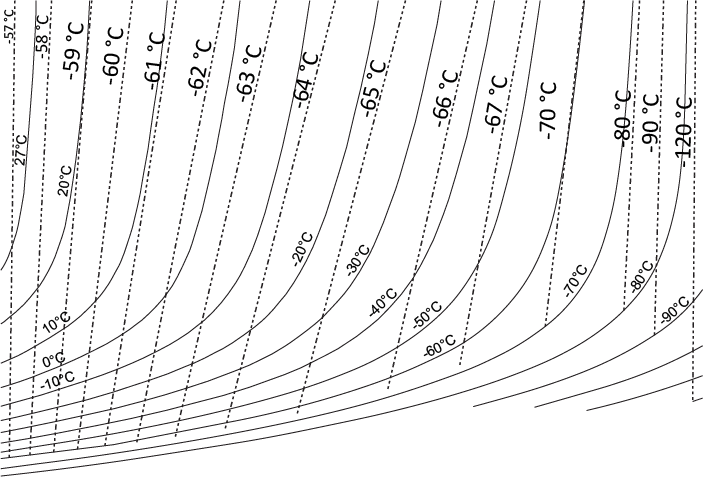 -57 °C
-58 °C
-59 °C
-60 °C
-61 °C
-62 °C
-63 °C
-64 °C
-65 °C
-66 °C
-67 °C
-70 °C
-80 °C
-90 °C
-120 °C
27°C
20°C
10°C
0°C
-10°C
-20°C
-30°C
-40°C
-50°C
-60°C
-70°C
-80°C
-90°C